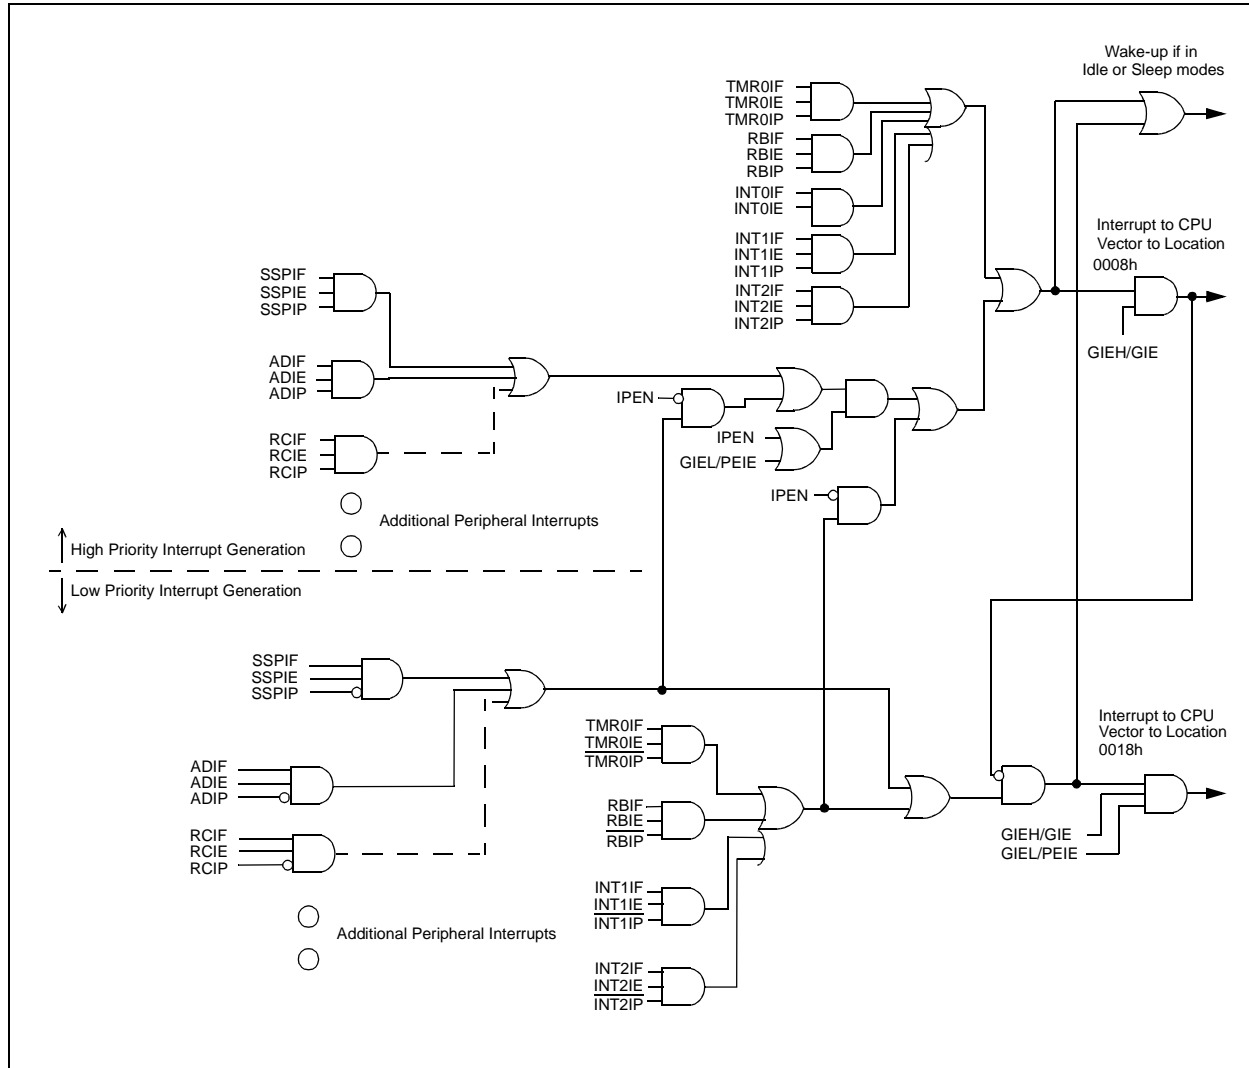 Wake-up if in
Idle or Sleep modes
TMR0IF
TMR0IE
TMR0IP
RBIF
RBIE
RBIP
INT0IF
INT0IE
INT1IF
INT1IE
INT1IP
INT2IF
INT2IE
INT2IP
Interrupt to CPU
Vector to Location
0008h
GIEH/GIE
SSPIF
SSPIE
SSPIP
ADIF
ADIE
ADIP
RCIF
RCIE
RCIP
IPEN
IPEN
GIEL/PEIE
IPEN
Additional Peripheral Interrupts
High Priority Interrupt Generation
Low Priority Interrupt Generation
SSPIF
SSPIE
SSPIP
ADIF
ADIE
ADIP
RCIF
RCIE
RCIP
Additional Peripheral Interrupts
TMR0IF
TMR0IE
TMR0IP
RBIF
RBIE
RBIP
INT1IF
INT1IE
INT1IP
INT2IF
INT2IE
INT2IP
Interrupt to CPU
Vector to Location
0018h
GIEH/GIE
GIEL/PEIE